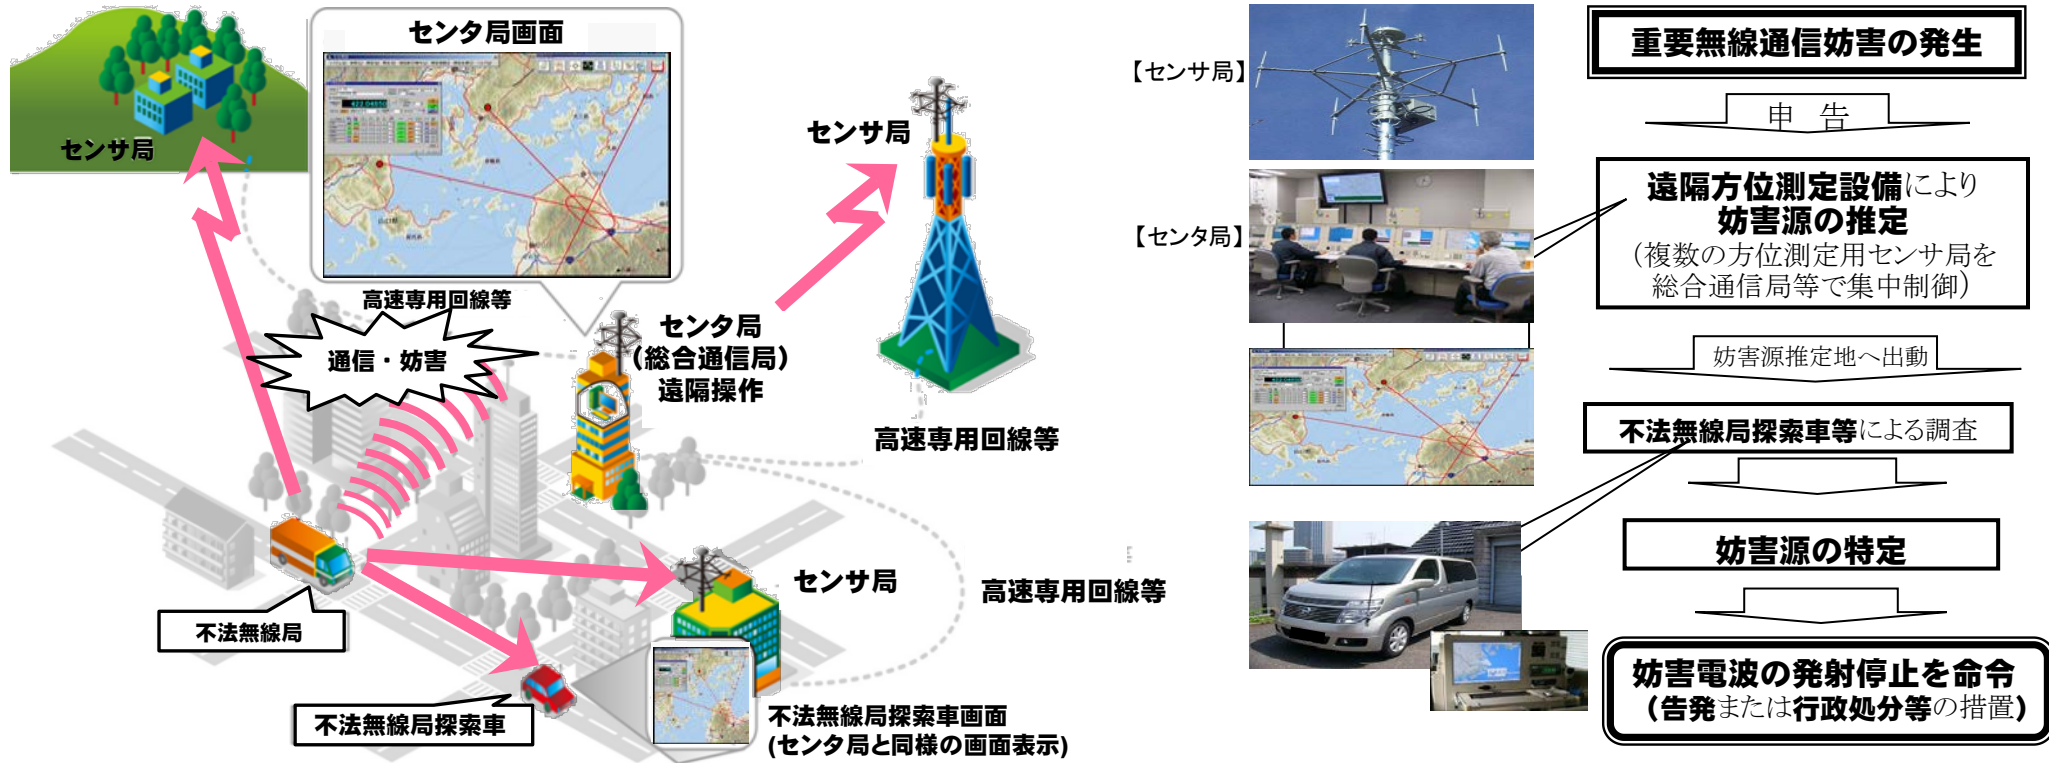 センタ局画面
422.04850
センサ局
センサ局
高速専用回線等
通信・妨害
センタ局
（総合通信局）
遠隔操作
高速専用回線等
センサ局
高速専用回線等
不法無線局
不法無線局探索車
不法無線局探索車画面
(センタ局と同様の画面表示)
【センサ局】
【センタ局】
重要無線通信妨害の発生
申　告
遠隔方位測定設備により
妨害源の推定
（複数の方位測定用センサ局を
総合通信局等で集中制御）
妨害源推定地へ出動
不法無線局探索車等による調査
妨害源の特定
妨害電波の発射停止を命令
（告発または行政処分等の措置）